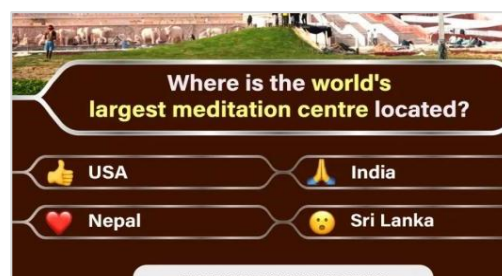 Where is the world's
largest meditation centre located?
👍 USA
🙏 India
❤️ Nepal
😮 Sri Lanka